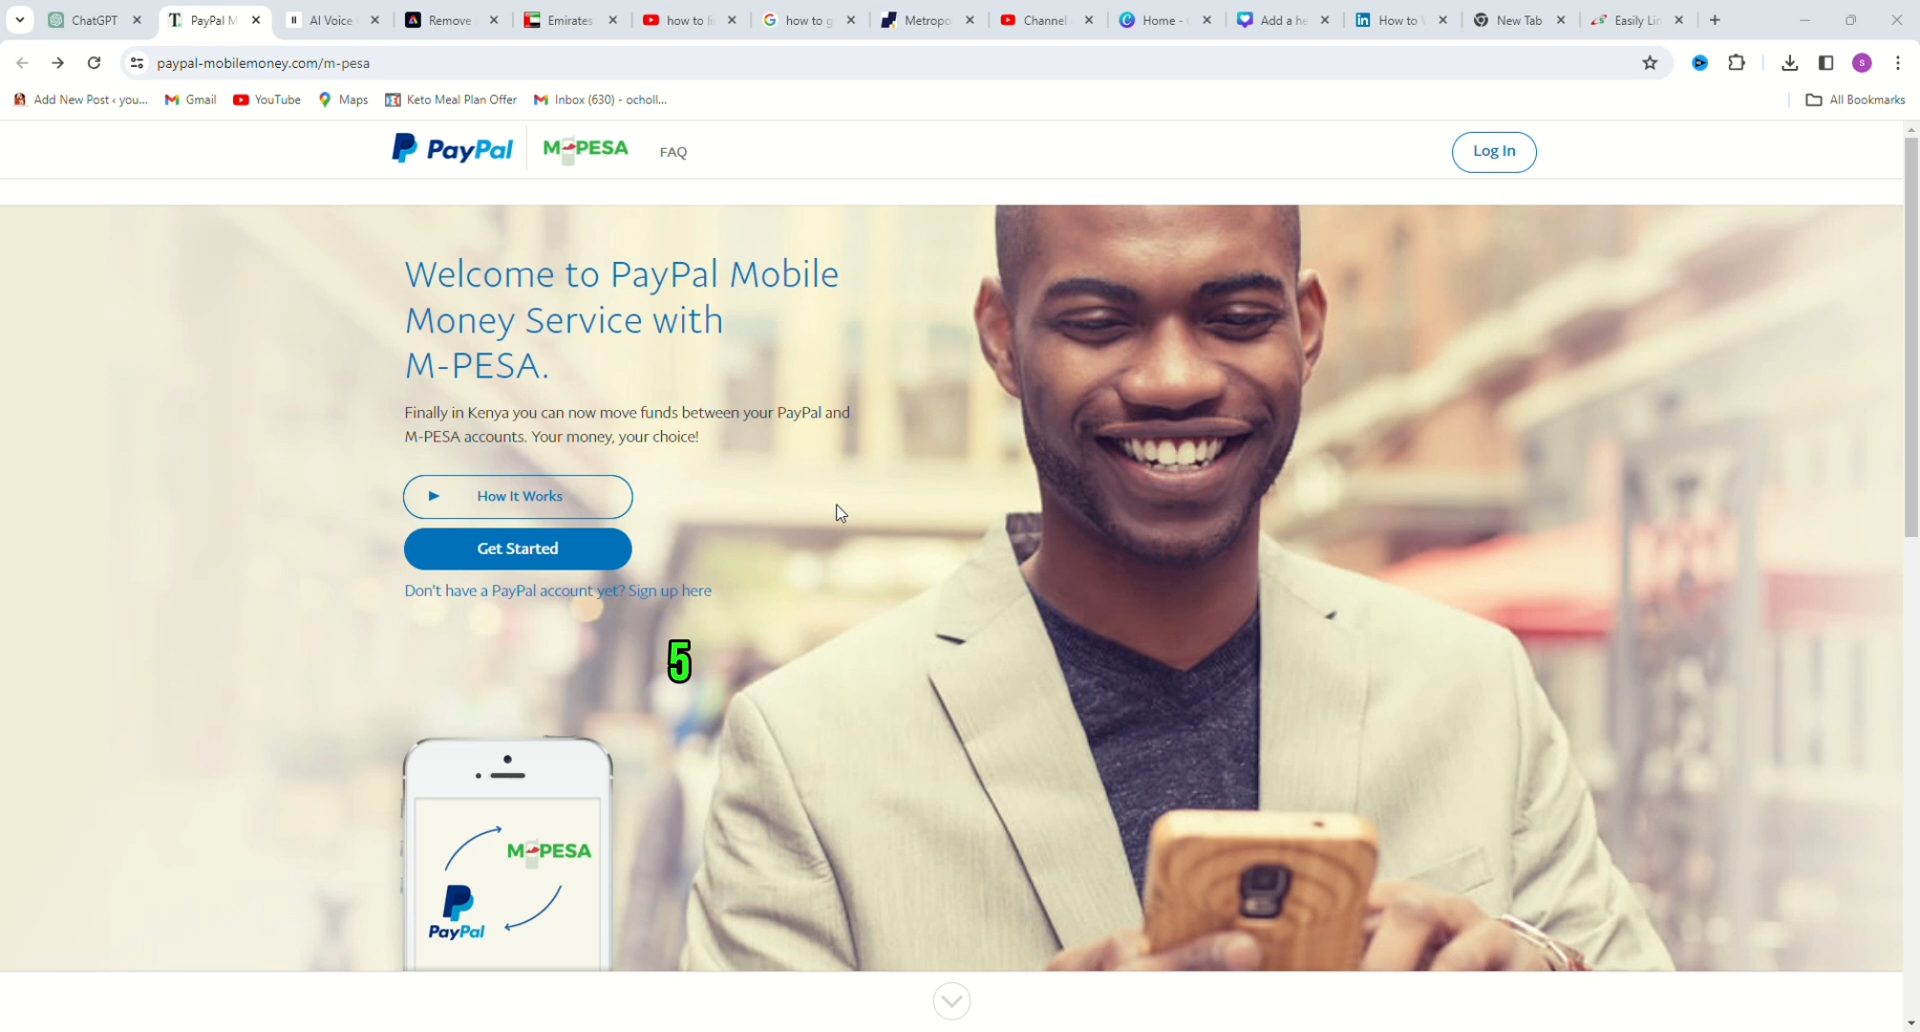 ChatGPT
PayPal M
AI Voice
Remove
Emirates
how to li
how to g
Metropo
Channel
Home -
Add a he
How to
New Tab
Easily Lin
paypal-mobilemoney.com/m-pesa
S
Add New Post ‹ you...
Gmail
YouTube
Maps
Keto Meal Plan Offer
Inbox (630) - ocholl...
All Bookmarks
PayPal
M-PESA
FAQ
Log In
Welcome to PayPal Mobile
Money Service with
M-PESA.
Finally in Kenya you can now move funds between your PayPal and
M-PESA accounts. Your money, your choice!
How It Works
Get Started
Don't have a PayPal account yet? Sign up here
5
M-PESA
PayPal